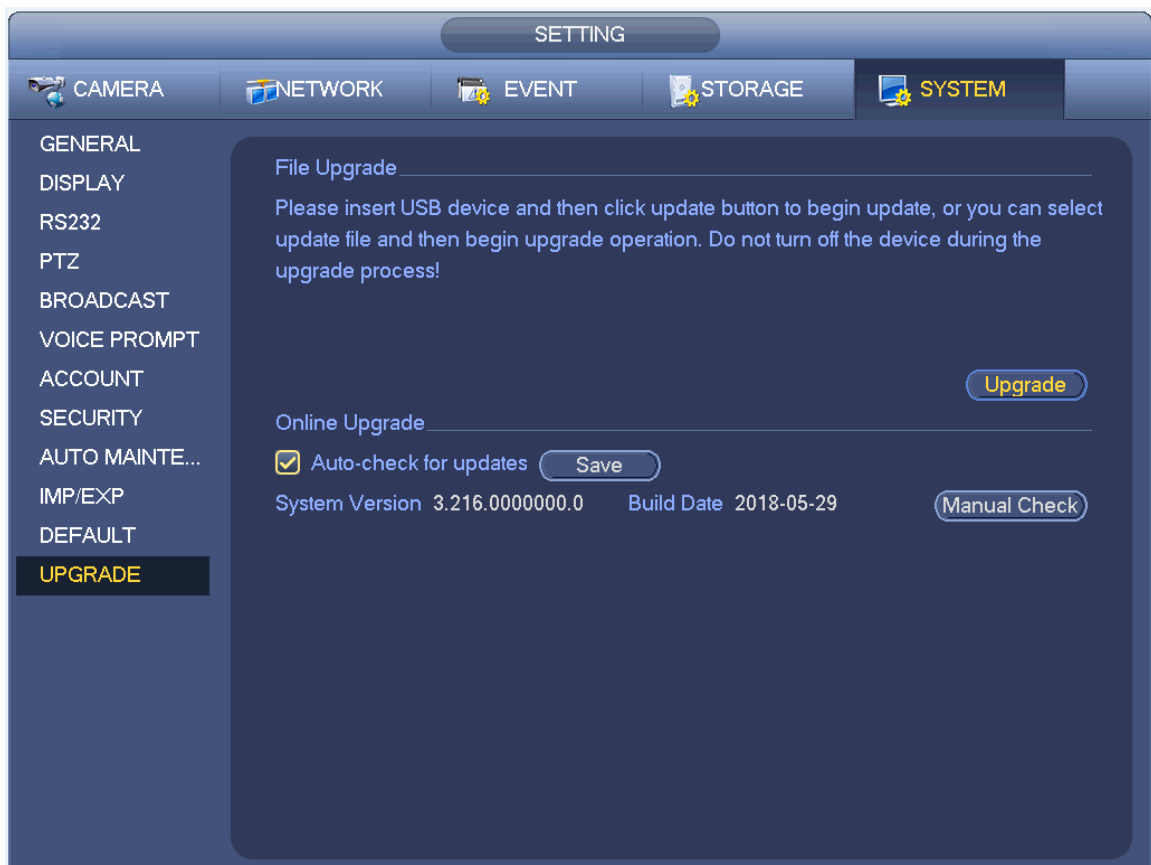 SETTING
CAMERA
NETWORK
EVENT
STORAGE
SYSTEM
GENERAL
DISPLAY
RS232
PTZ
BROADCAST
VOICE PROMPT
ACCOUNT
SECURITY
AUTO MAINTE...
IMP/EXP
DEFAULT
UPGRADE
File Upgrade
Please insert USB device and then click update button to begin update, or you can select
update file and then begin upgrade operation. Do not turn off the device during the
upgrade process!
Upgrade
Online Upgrade
Auto-check for updates Save
System Version 3.216.0000000.0 Build Date 2018-05-29 Manual Check